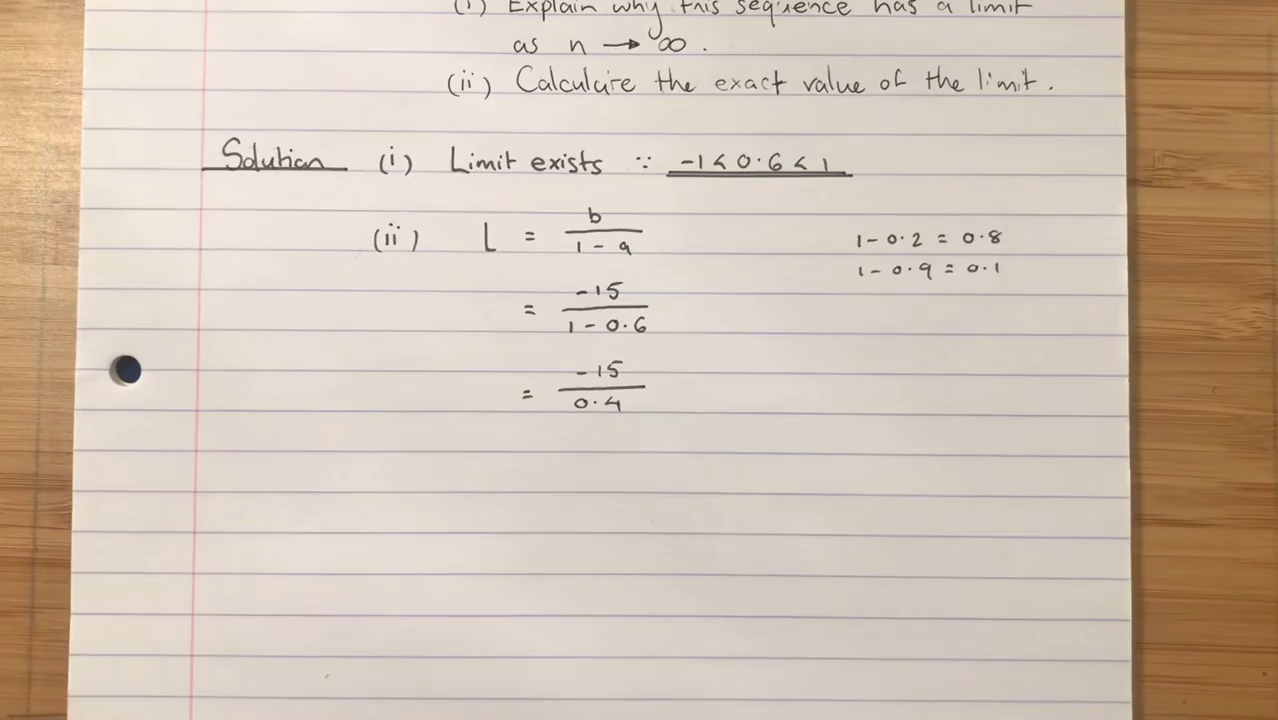 (i) Explain why this sequence has a limit
as n → ∞ .
(ii) Calculate the exact value of the limit .
Solution (i) Limit exists ∵ -1 < 0.6 < 1
(ii) L = b / 1 - a
1 - 0.2 = 0.8
1 - 0.9 = 0.1
= -15 / 1 - 0.6
= -15 / 0.4